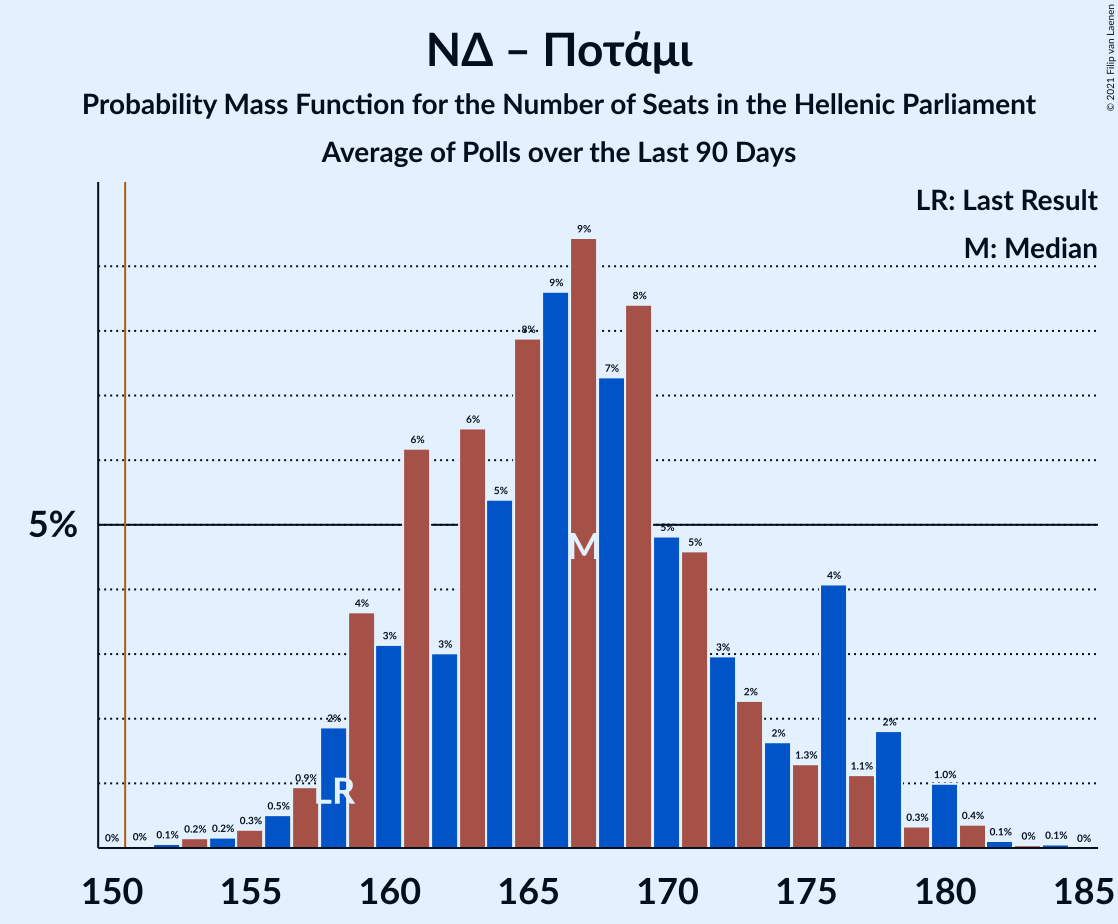 ΝΔ – Ποτάμι
Probability Mass Function for the Number of Seats in the Hellenic Parliament
Average of Polls over the Last 90 Days
© 2021 Filip van Laenen
LR: Last Result
M: Median
5%
0% 0% 0.1% 0.2% 0.2% 0.3% 0.5% 0.9% 2% 4% 3% 6% 3% 6% 5% 8% 9% 9% 7% 8% 5% 5% 3% 2% 2% 1.3% 4% 1.1% 2% 0.3% 1.0% 0.4% 0.1% 0% 0.1% 0%
M
LR
150 155 160 165 170 175 180 185